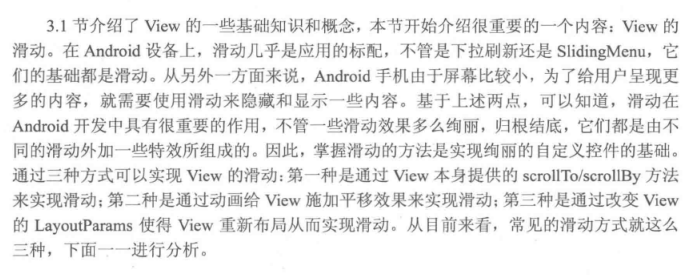 3.1 节介绍了 View 的一些基础知识和概念，本节开始介绍很重要的一个内容：View 的
滑动。在 Android 设备上，滑动几乎是应用的标配，不管是下拉刷新还是 SlidingMenu，它
们的基础都是滑动。从另外一方面来说，Android 手机由于屏幕比较小，为了给用户呈现更
多的内容，就需要使用滑动来隐藏和显示一些内容。基于上述两点，可以知道，滑动在
Android 开发中具有很重要的作用，不管一些滑动效果多么绚丽，归根结底，它们都是由不
同的滑动外加一些特效所组成的。因此，掌握滑动的方法是实现绚丽的自定义控件的基础。
通过三种方式可以实现 View 的滑动：第一种是通过 View 本身提供的 scrollTo/scrollBy 方法
来实现滑动；第二种是通过动画给 View 施加平移效果来实现滑动；第三种是通过改变 View
的 LayoutParams 使得 View 重新布局从而实现滑动。从目前来看，常见的滑动方式就这么
三种，下面一一进行分析。